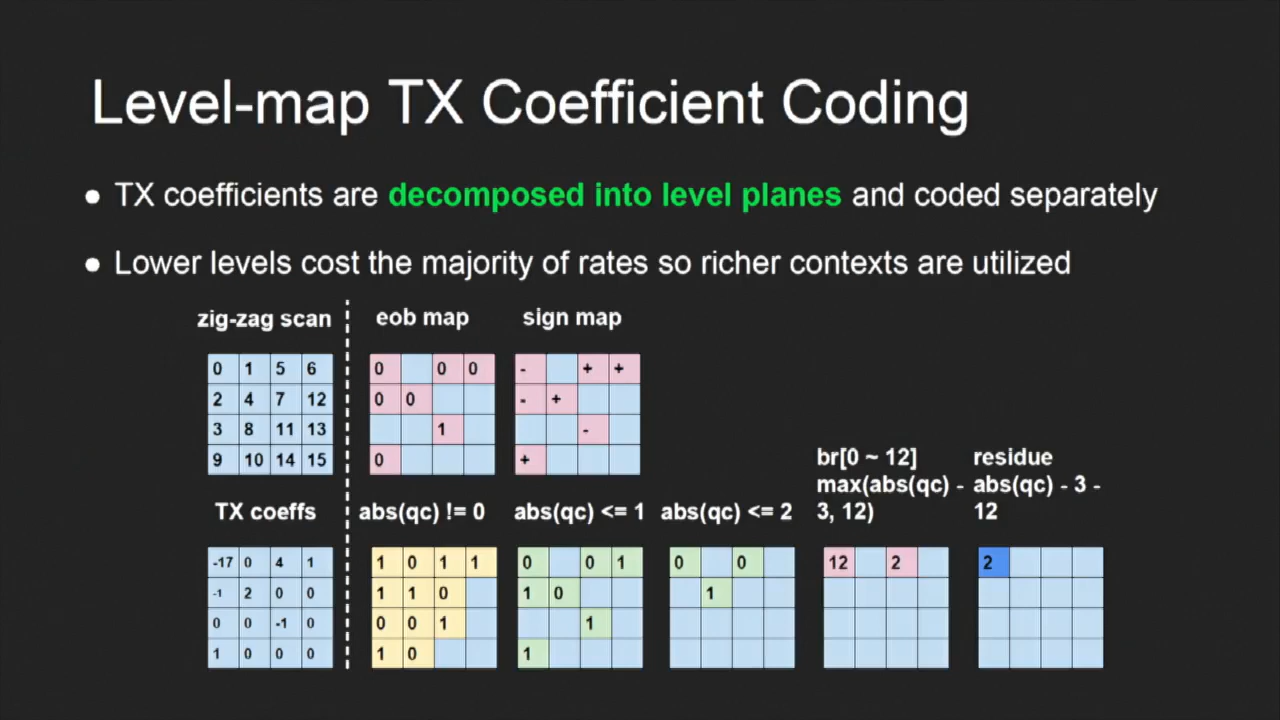 Level-map TX Coefficient Coding
● TX coefficients are decomposed into level planes and coded separately
● Lower levels cost the majority of rates so richer contexts are utilized
zig-zag scan
0 1 5 6
2 4 7 12
3 8 11 13
9 10 14 15
eob map
0 0 0
0 0
1
0
sign map
- + +
- +
-
+
TX coeffs
-17 0 4 1
-1 2 0 0
0 0 -1 0
1 0 0 0
abs(qc) != 0
1 0 1 1
1 1 0
0 0 1
1 0
abs(qc) <= 1
0 0 1
1 0
1
1
abs(qc) <= 2
0 0
1
br[0 ~ 12]
max(abs(qc) -
3, 12)
12 2
residue
abs(qc) - 3 -
12
2